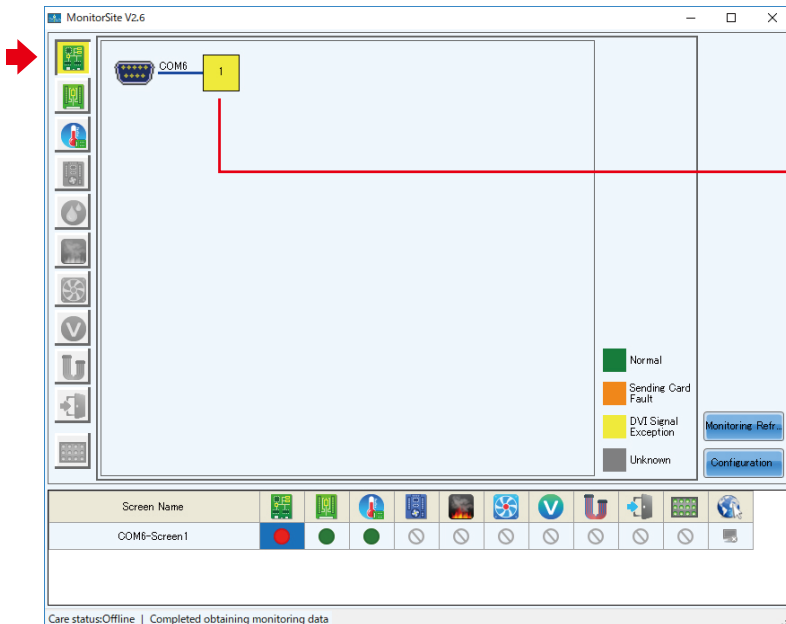 MonitorSite V2.6
COM6
1
Normal
Sending Card
Fault
DVI Signal
Exception
Unknown
Monitoring Refr...
Configuration
Screen Name
COM6-Screen1
Care status:Offline | Completed obtaining monitoring data